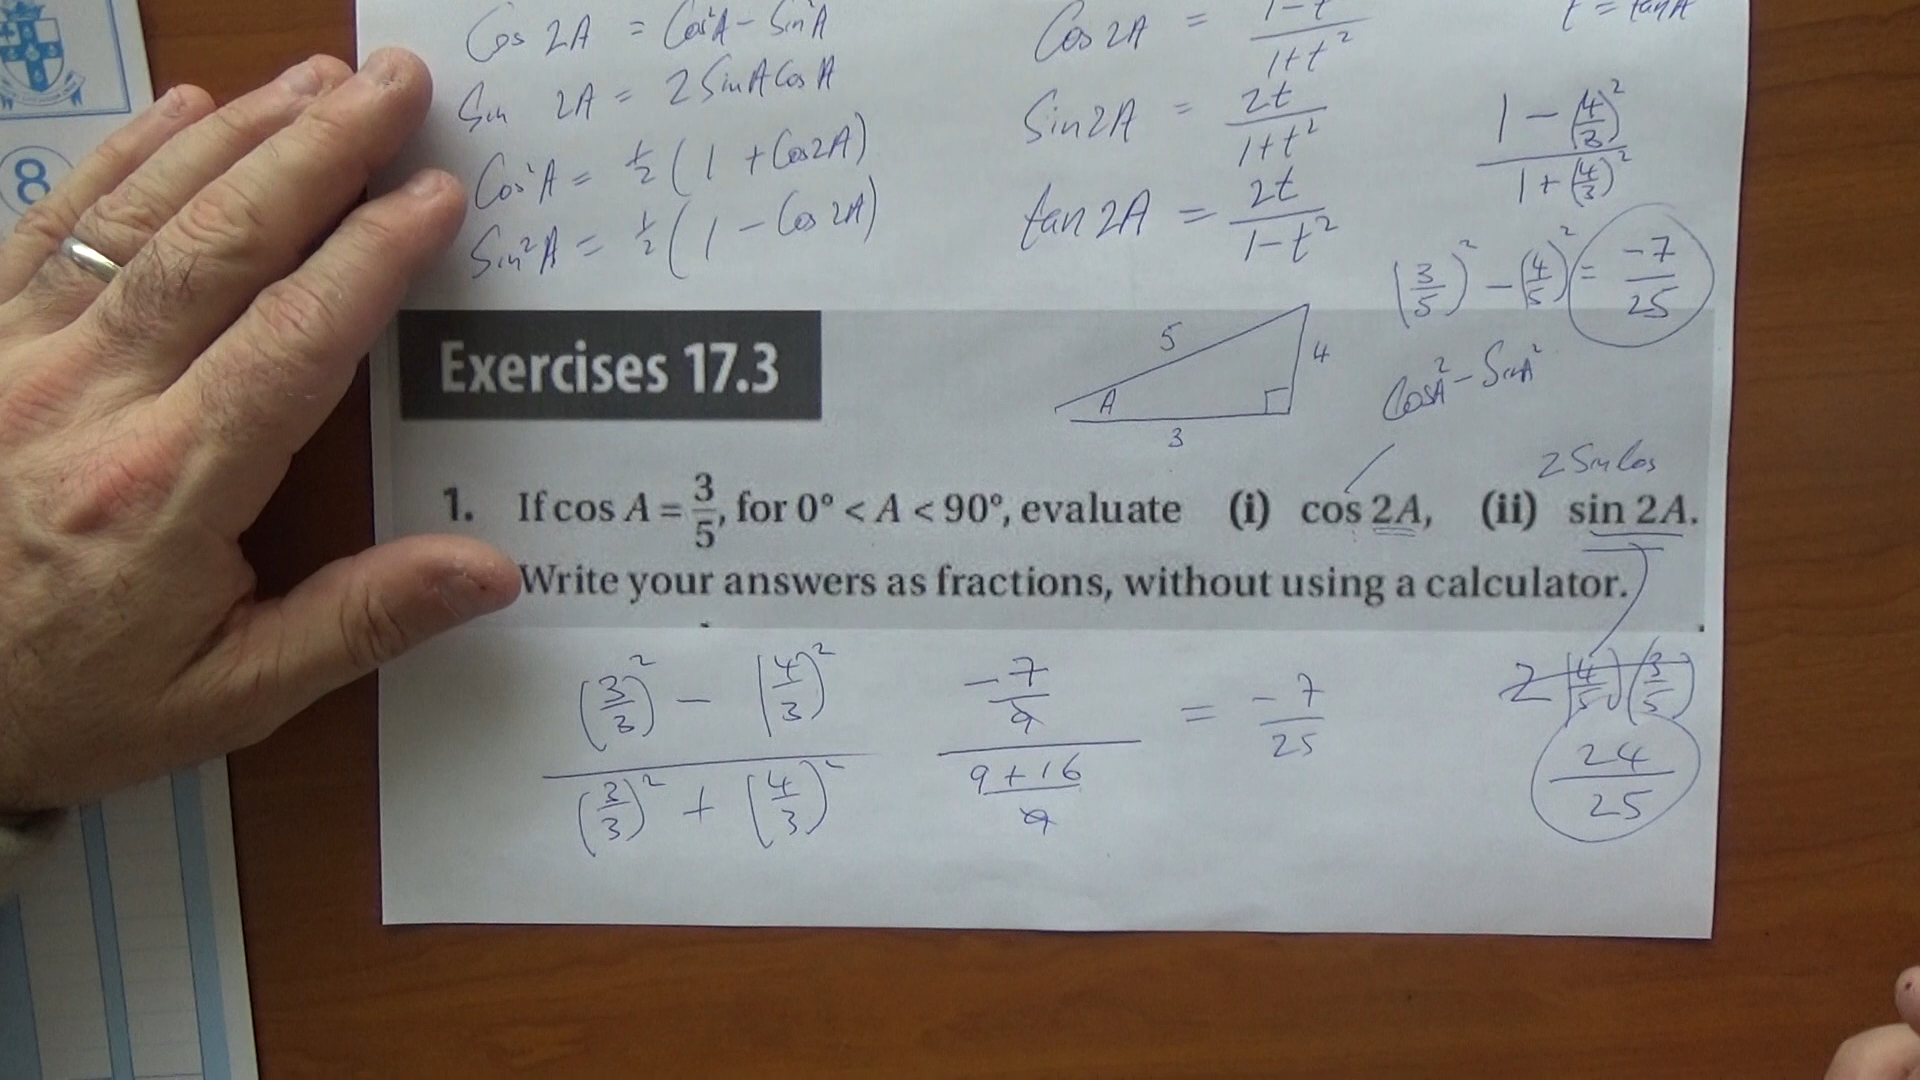 Cos 2A = Cos²A - Sin²A
Sin 2A = 2 Sin A Cos A
Cos²A = ½ ( 1 + Cos2A)
Sin²A = ½ ( 1 - Cos 2A)
Cos 2A = 1-t² / 1+t²
t = tanA
Sin2A = 2t / 1+t²
tan 2A = 2t / 1-t²
1 - (4/3)² / 1 + (4/3)²
(3/5)² - (4/5)² = -7/25
5
4
A
3
CosA² - SinA²
2 Sin Cos
Exercises 17.3
1. If cos A = 3/5, for 0° < A < 90°, evaluate (i) cos 2A, (ii) sin 2A.
Write your answers as fractions, without using a calculator.
(3/3)² - (4/3)² / (3/3)² + (4/3)²
-7/9 / 9+16/9 = -7/25
2 (4/5)(3/5)
24/25
8